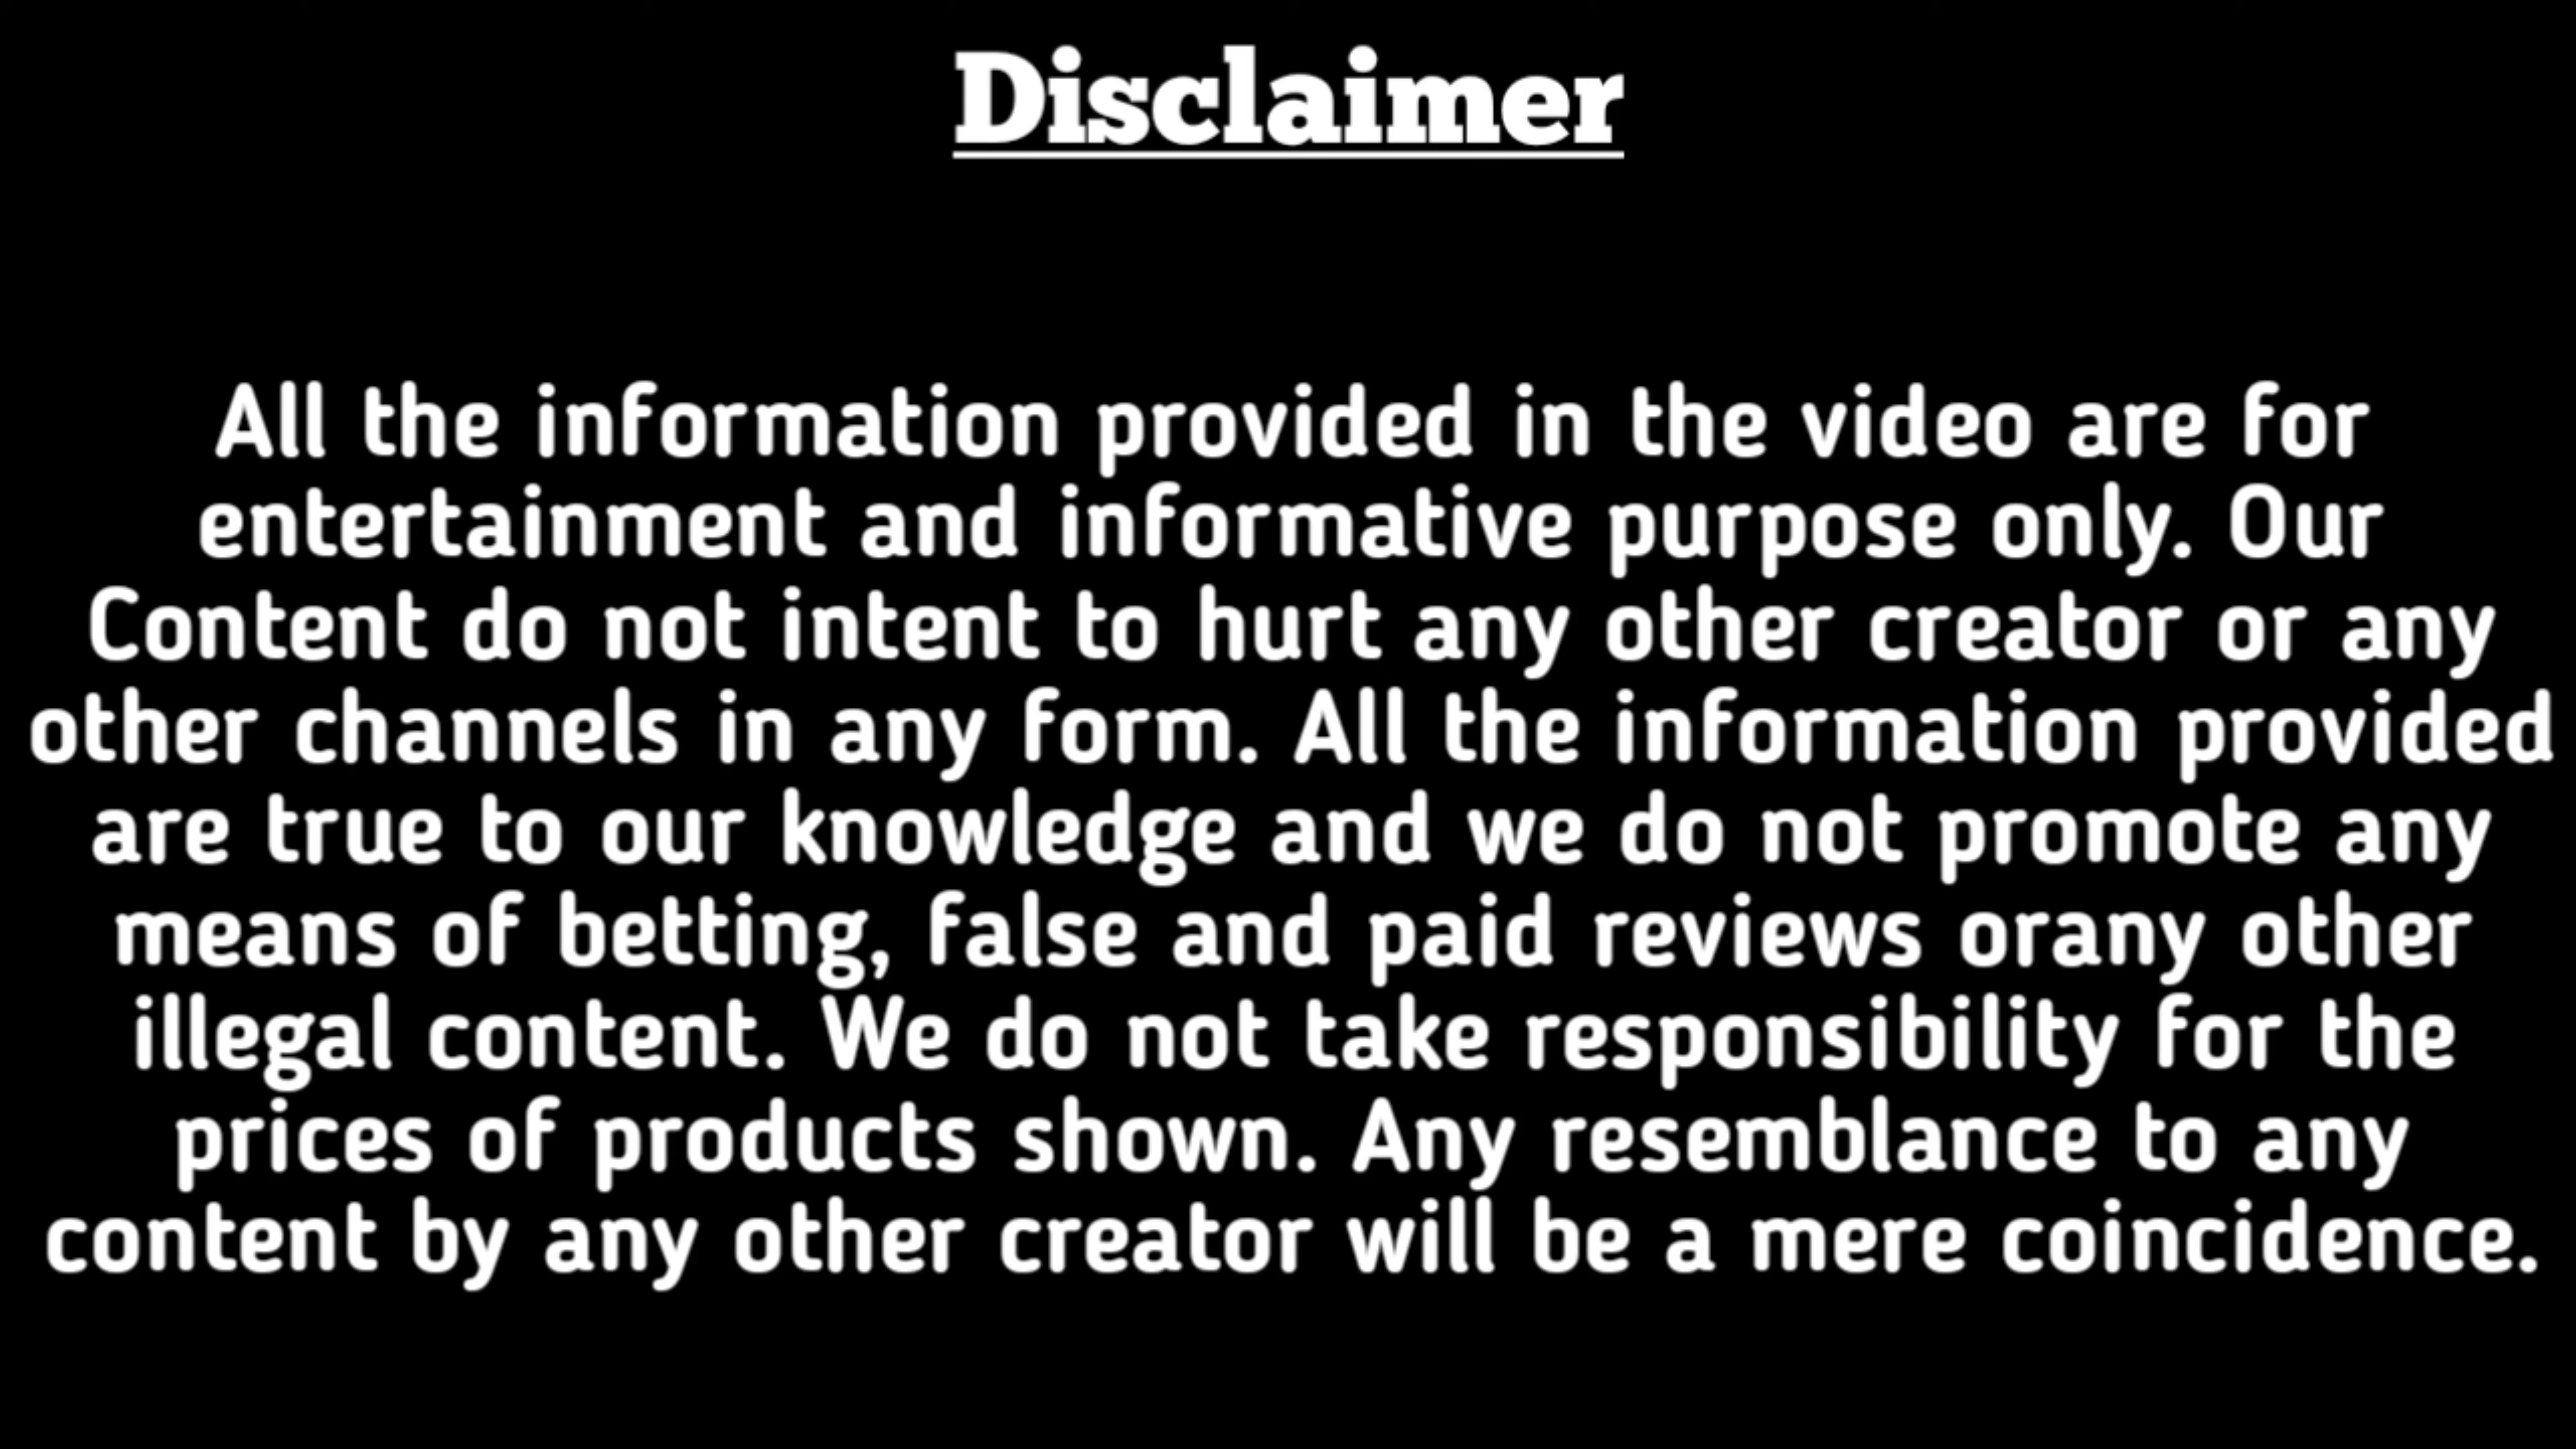 Disclaimer
All the information provided in the video are for
entertainment and informative purpose only. Our
Content do not intent to hurt any other creator or any
other channels in any form. All the information provided
are true to our knowledge and we do not promote any
means of betting, false and paid reviews orany other
illegal content. We do not take responsibility for the
prices of products shown. Any resemblance to any
content by any other creator will be a mere coincidence.